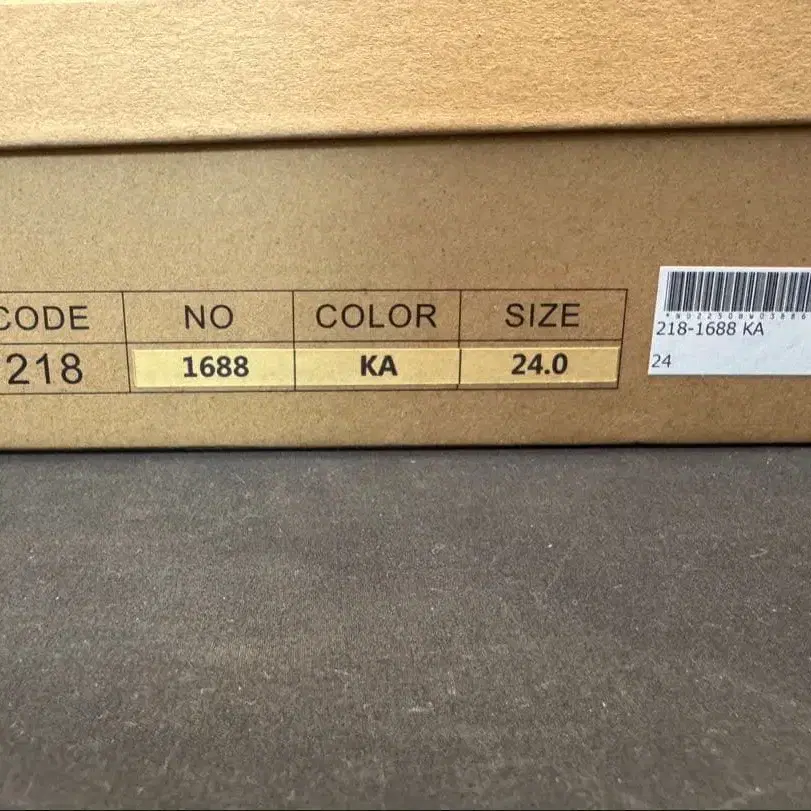 CODE NO COLOR SIZE
218 1688 KA 24.0
218-1688 KA
24